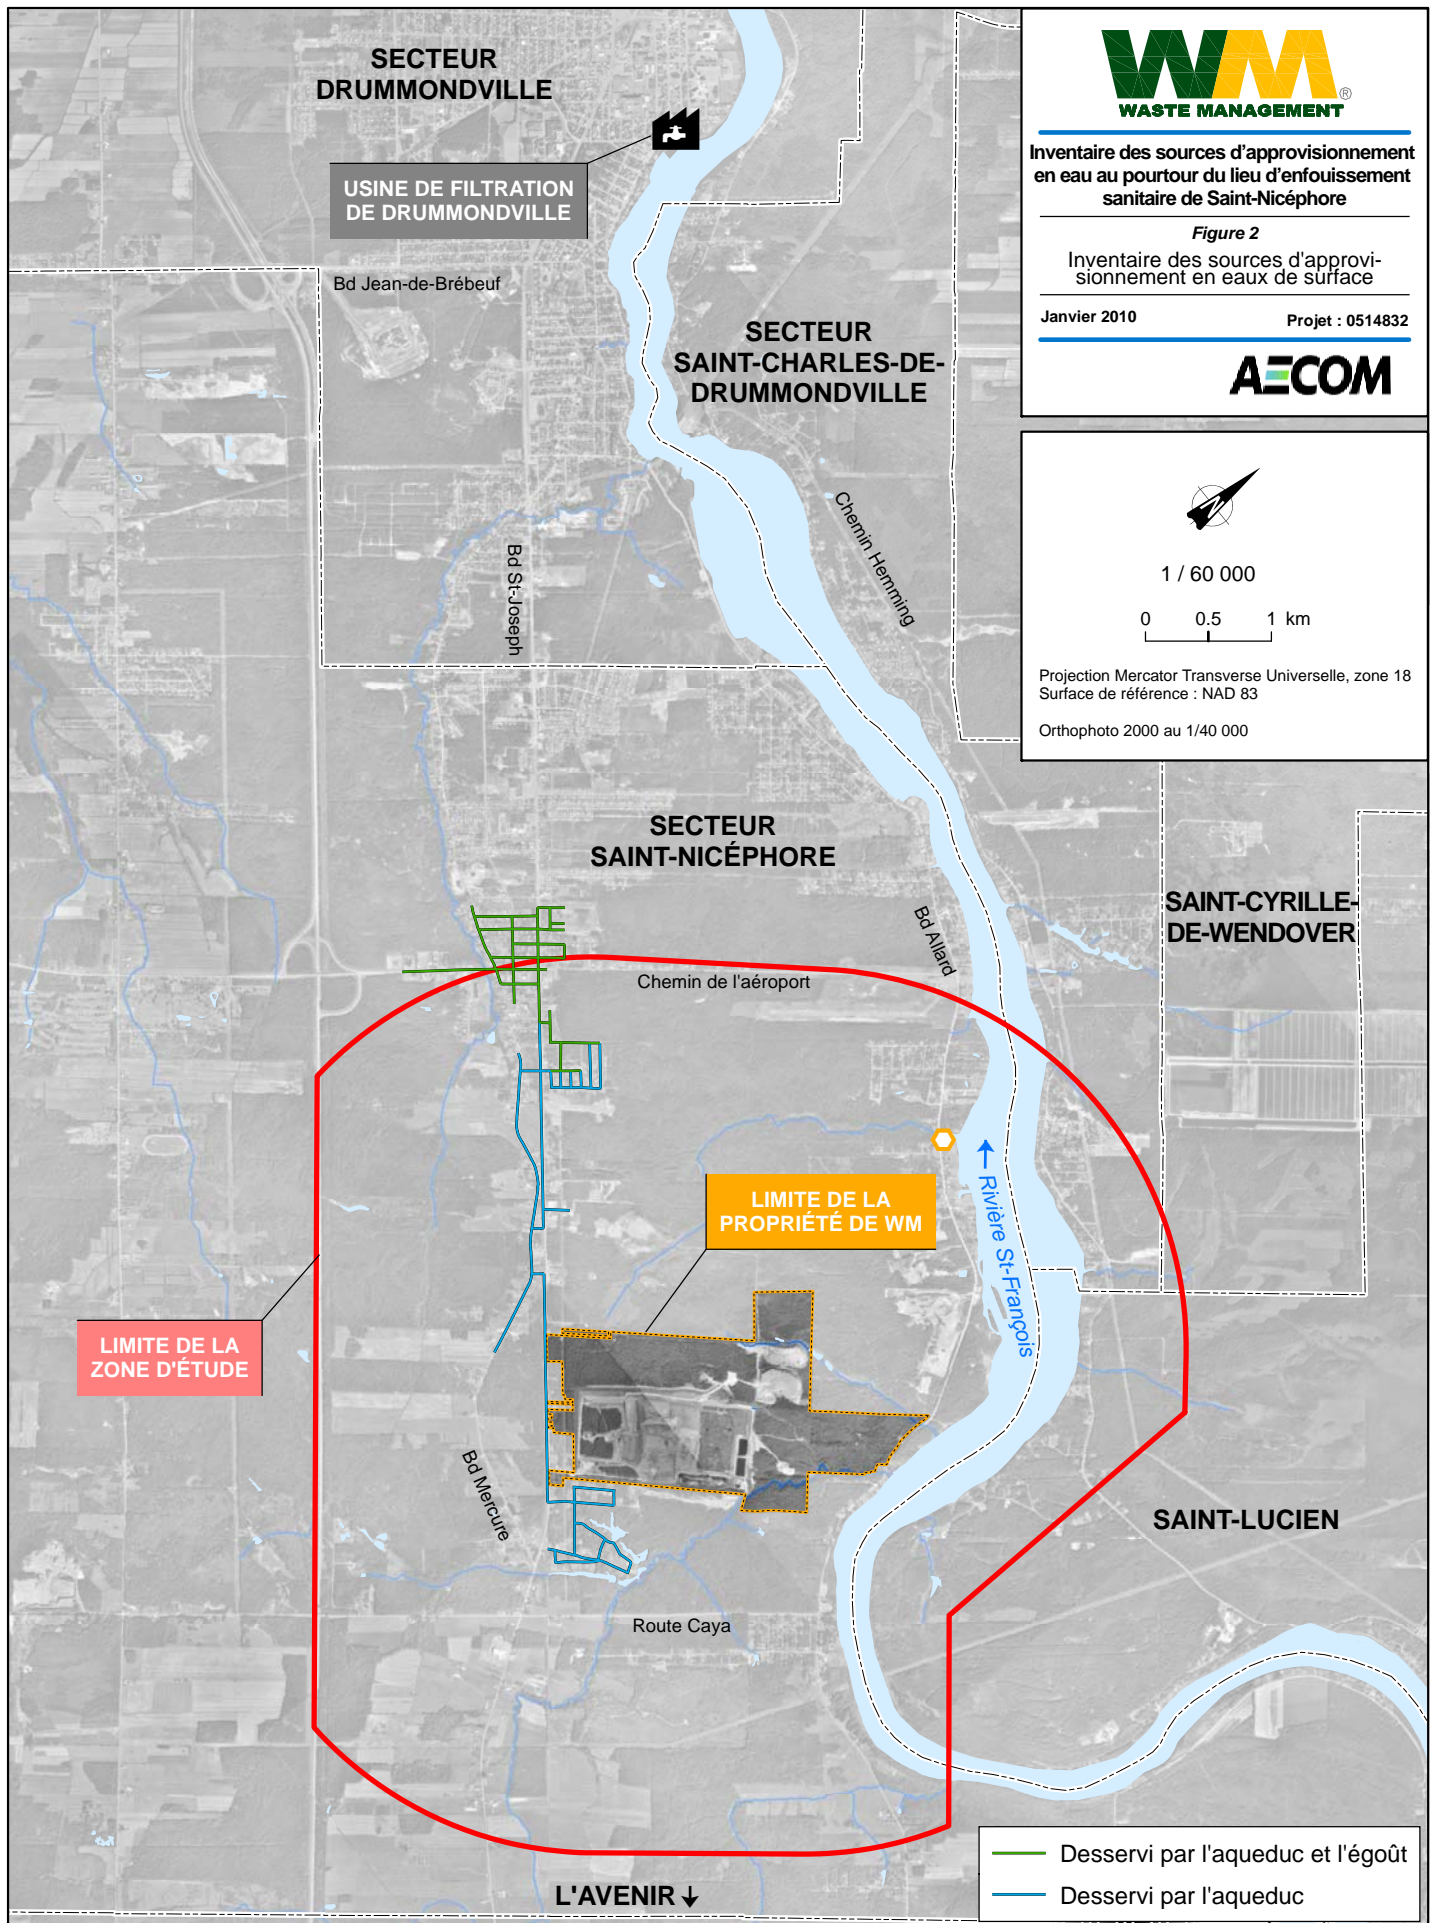 SECTEUR
DRUMMONDVILLE
USINE DE FILTRATION
DE DRUMMONDVILLE
Bd Jean-de-Brébeuf
SECTEUR
SAINT-CHARLES-DE-
DRUMMONDVILLE
Chemin Hemming
Bd St-Joseph
WM
®
WASTE MANAGEMENT
Inventaire des sources d'approvisionnement
en eau au pourtour du lieu d'enfouissement
sanitaire de Saint-Nicéphore
Figure 2
Inventaire des sources d'approvi-
sionnement en eaux de surface
Janvier 2010 Projet : 0514832
AECOM
N
1 / 60 000
0 0.5 1 km
Projection Mercator Transverse Universelle, zone 18
Surface de référence : NAD 83
Orthophoto 2000 au 1/40 000
SECTEUR
SAINT-NICÉPHORE
SAINT-CYRILLE-
DE-WENDOVER
Bd Allard
Chemin de l'aéroport
LIMITE DE LA
PROPRIÉTÉ DE WM
Rivière St-François
LIMITE DE LA
ZONE D'ÉTUDE
Bd Mercure
SAINT-LUCIEN
Route Caya
L'AVENIR
Desservi par l'aqueduc et l'égoût
Desservi par l'aqueduc